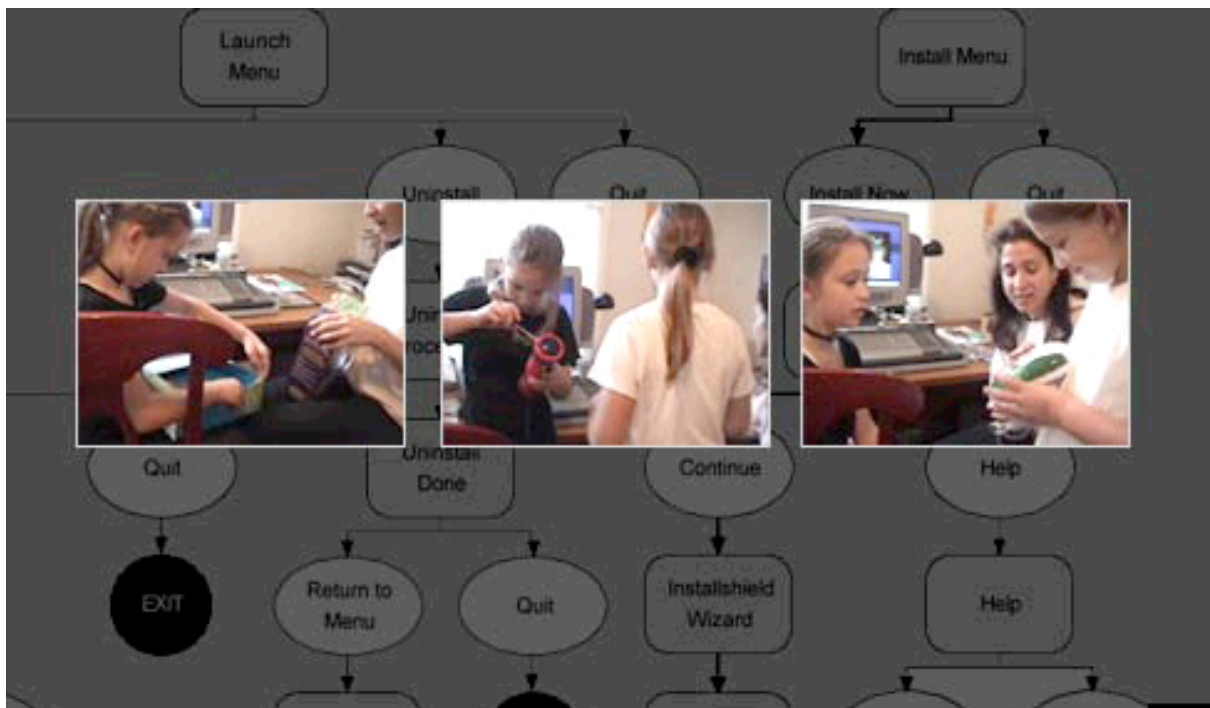 Launch
Menu
Install Menu
Uninstall
Quit
Install Now
Quit
Quit
Uninstall
Done
Continue
Help
EXIT
Return to
Menu
Quit
Installshield
Wizard
Help